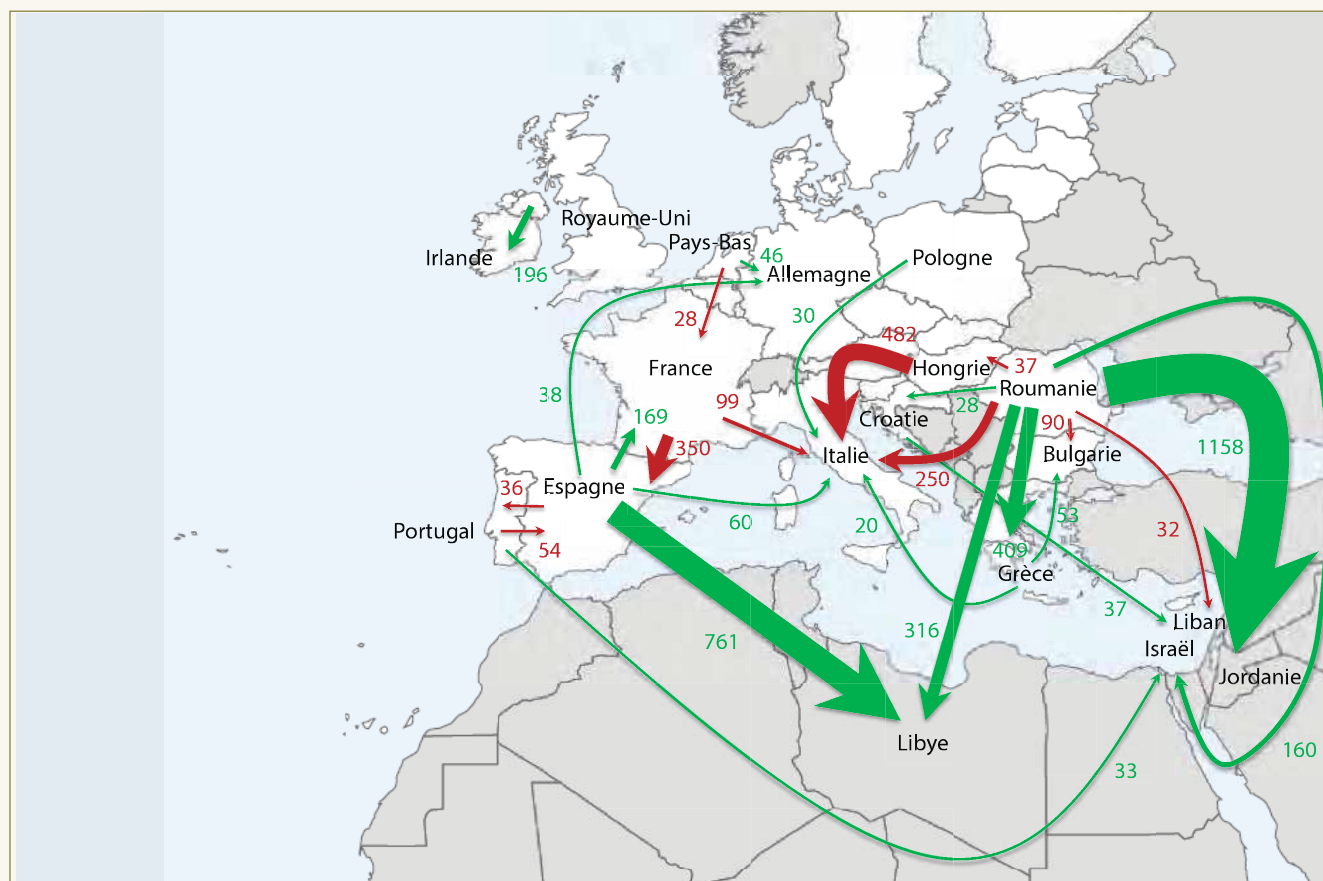 Royaume-Uni
Pays-Bas
Irlande
196
46
Allemagne
Pologne
28
30
482
France
Hongrie
37
Roumanie
38
99
28
169
Croatie
90
350
Italie
Bulgarie
1158
250
36
Espagne
Portugal
54
60
20
53
32
409
Grèce
37
316
761
Liban
Israël
Jordanie
Libye
160
33